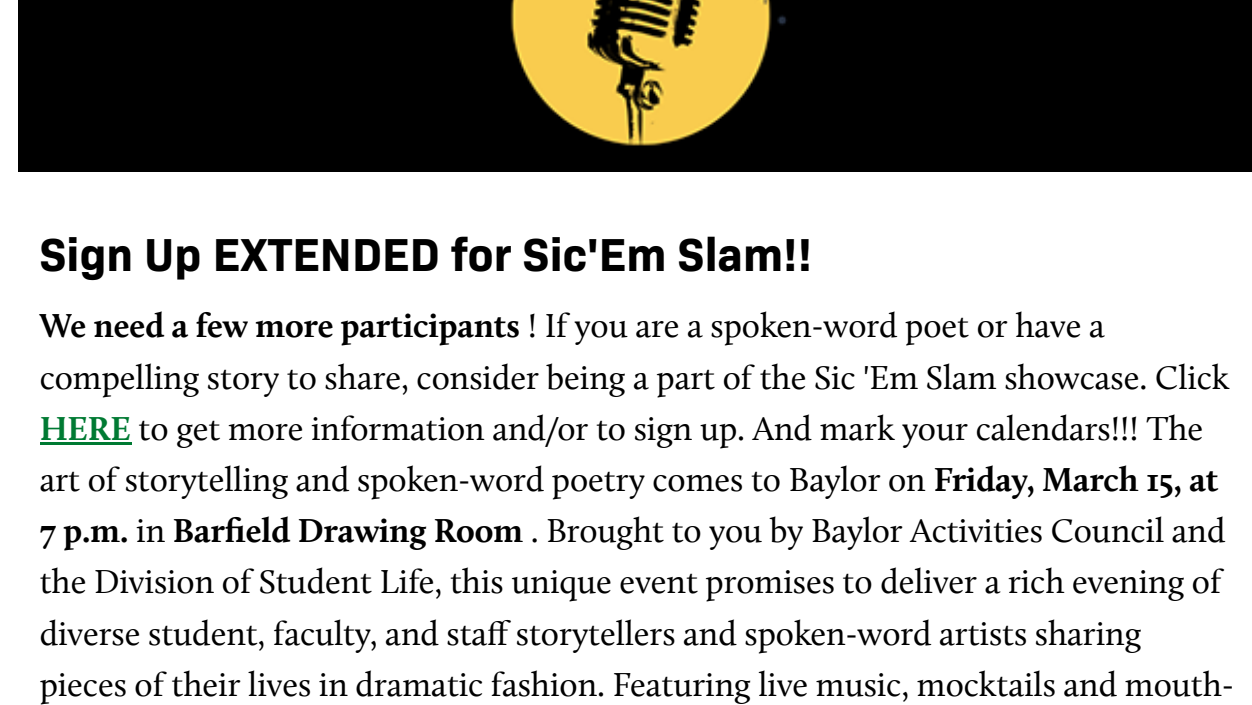 Sign Up EXTENDED for Sic'Em Slam!!
We need a few more participants ! If you are a spoken-word poet or have a
compelling story to share, consider being a part of the Sic 'Em Slam showcase. Click
HERE to get more information and/or to sign up. And mark your calendars!!! The
art of storytelling and spoken-word poetry comes to Baylor on Friday, March 15, at
7 p.m. in Barfield Drawing Room . Brought to you by Baylor Activities Council and
the Division of Student Life, this unique event promises to deliver a rich evening of
diverse student, faculty, and staff storytellers and spoken-word artists sharing
pieces of their lives in dramatic fashion. Featuring live music, mocktails and mouth-